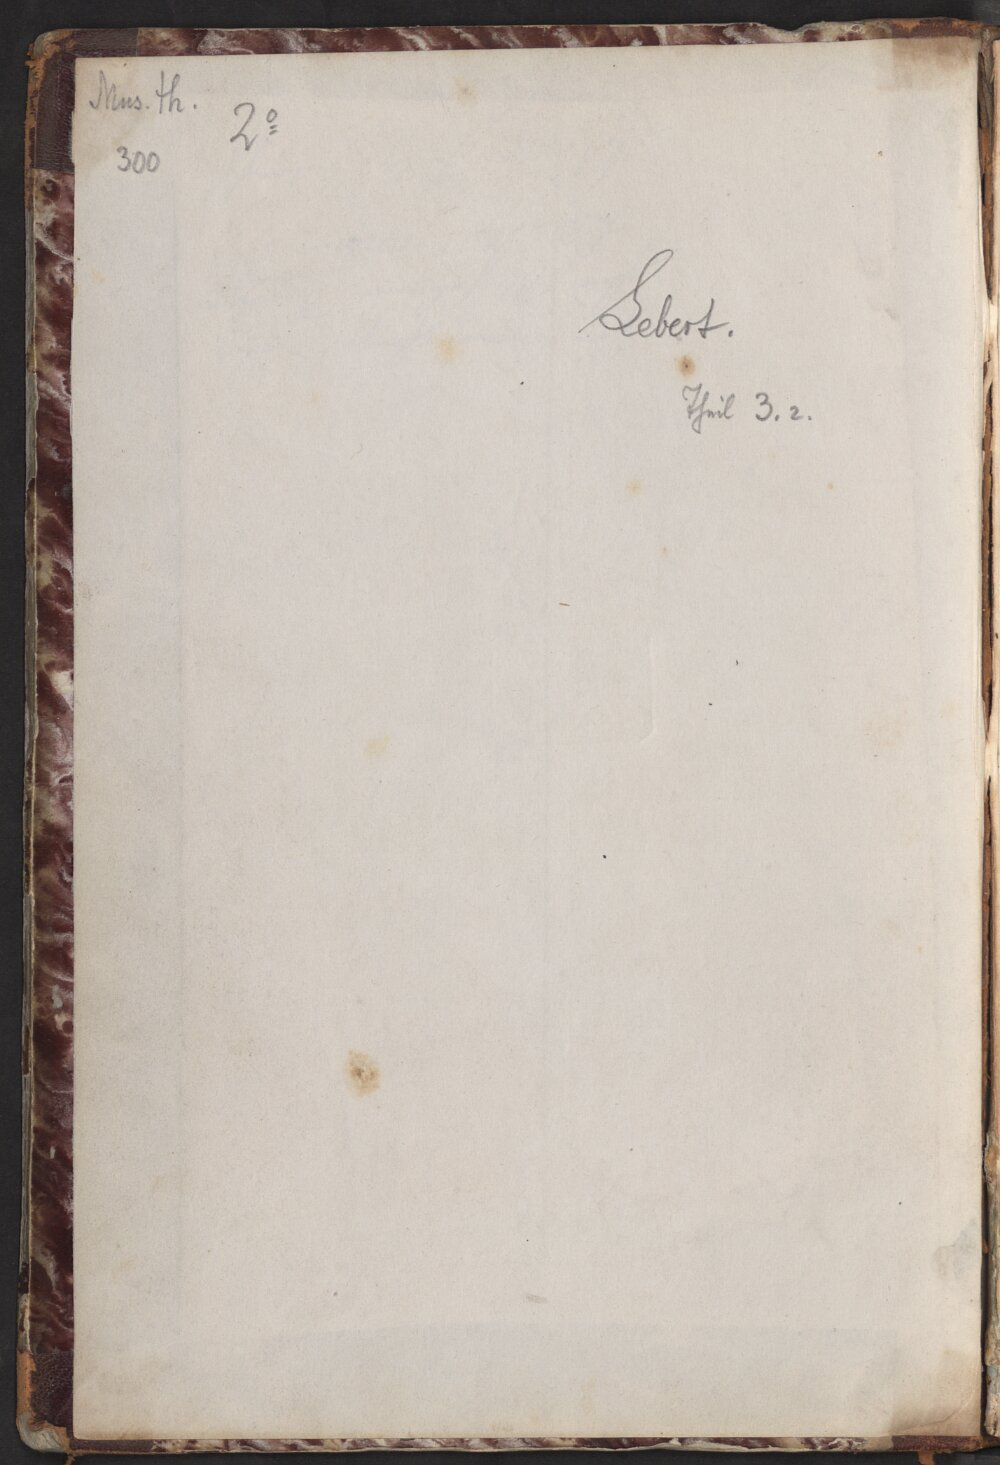 Mus. th.
2º
300
Lebert.
Theil 3. 2.